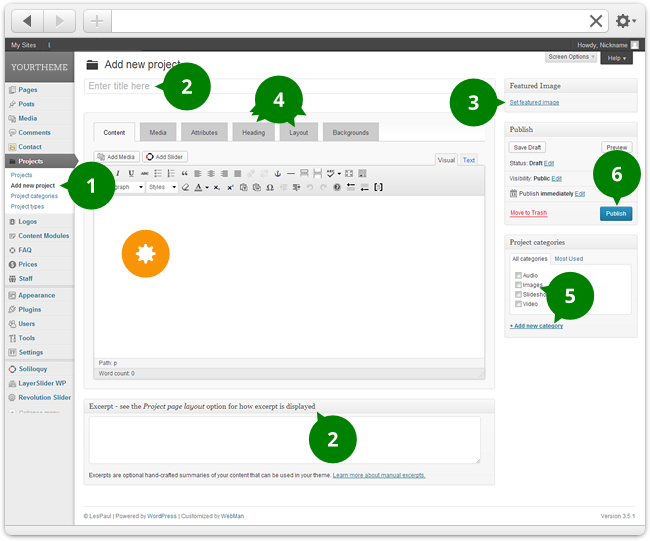 My Sites
Howdy, Nickname
YOURTHEME
Add new project
Screen Options
Help
Enter title here
2
Pages
Posts
Media
Comments
Contact
Projects
Projects
Add new project
Project categories
Project types
1
Logos
Content Modules
FAQ
Prices
Staff
Appearance
Plugins
Users
Tools
Settings
Soliloquy
LayerSlider WP
Revolution Slider
4
Content Media Attributes Heading Layout Backgrounds
Add Media Add Slider Visual Text
I U ABC
Styles
Path: p
Word count: 0
Excerpt - see the Project page layout option for how excerpt is displayed
2
Excerpts are optional hand-crafted summaries of your content that can be used in your theme. Learn more about manual excerpts.
3
Featured Image
Set featured image
Publish
Save Draft Preview
Status: Draft Edit
6
Visibility: Public Edit
Publish immediately Edit
Move to Trash Publish
Project categories
All categories Most Used
Audio
Images
Video
5
+ Add new category
© LesPaul | Powered by WordPress | Customized by WebMan
Version 3.5.1